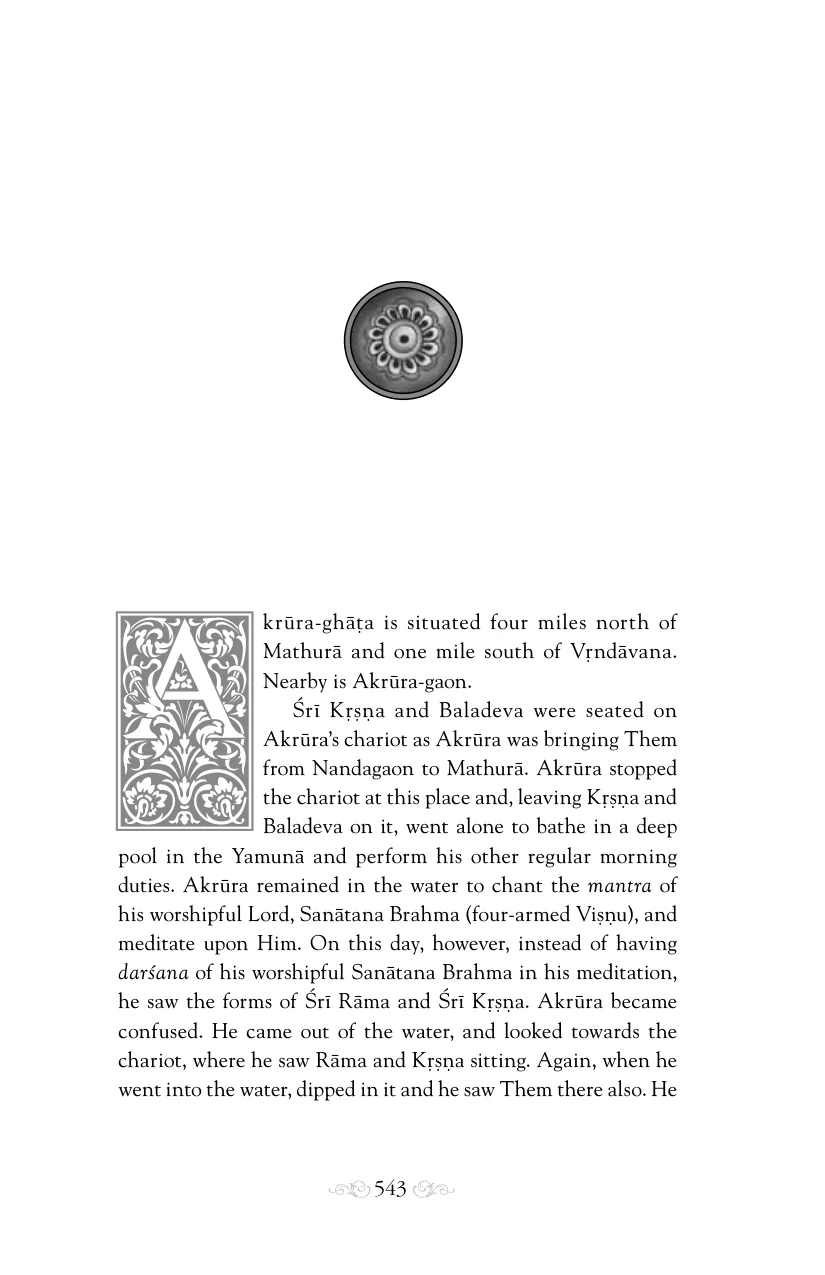 Akrūra-ghāṭa is situated four miles north of
Mathurā and one mile south of Vṛndāvana.
Nearby is Akrūra-gaon.
Śrī Kṛṣṇa and Baladeva were seated on
Akrūra’s chariot as Akrūra was bringing Them
from Nandagaon to Mathurā. Akrūra stopped
the chariot at this place and, leaving Kṛṣṇa and
Baladeva on it, went alone to bathe in a deep
pool in the Yamunā and perform his other regular morning
duties. Akrūra remained in the water to chant the mantra of
his worshipful Lord, Sanātana Brahma (four-armed Viṣṇu), and
meditate upon Him. On this day, however, instead of having
darśana of his worshipful Sanātana Brahma in his meditation,
he saw the forms of Śrī Rāma and Śrī Kṛṣṇa. Akrūra became
confused. He came out of the water, and looked towards the
chariot, where he saw Rāma and Kṛṣṇa sitting. Again, when he
went into the water, dipped in it and he saw Them there also. He
543